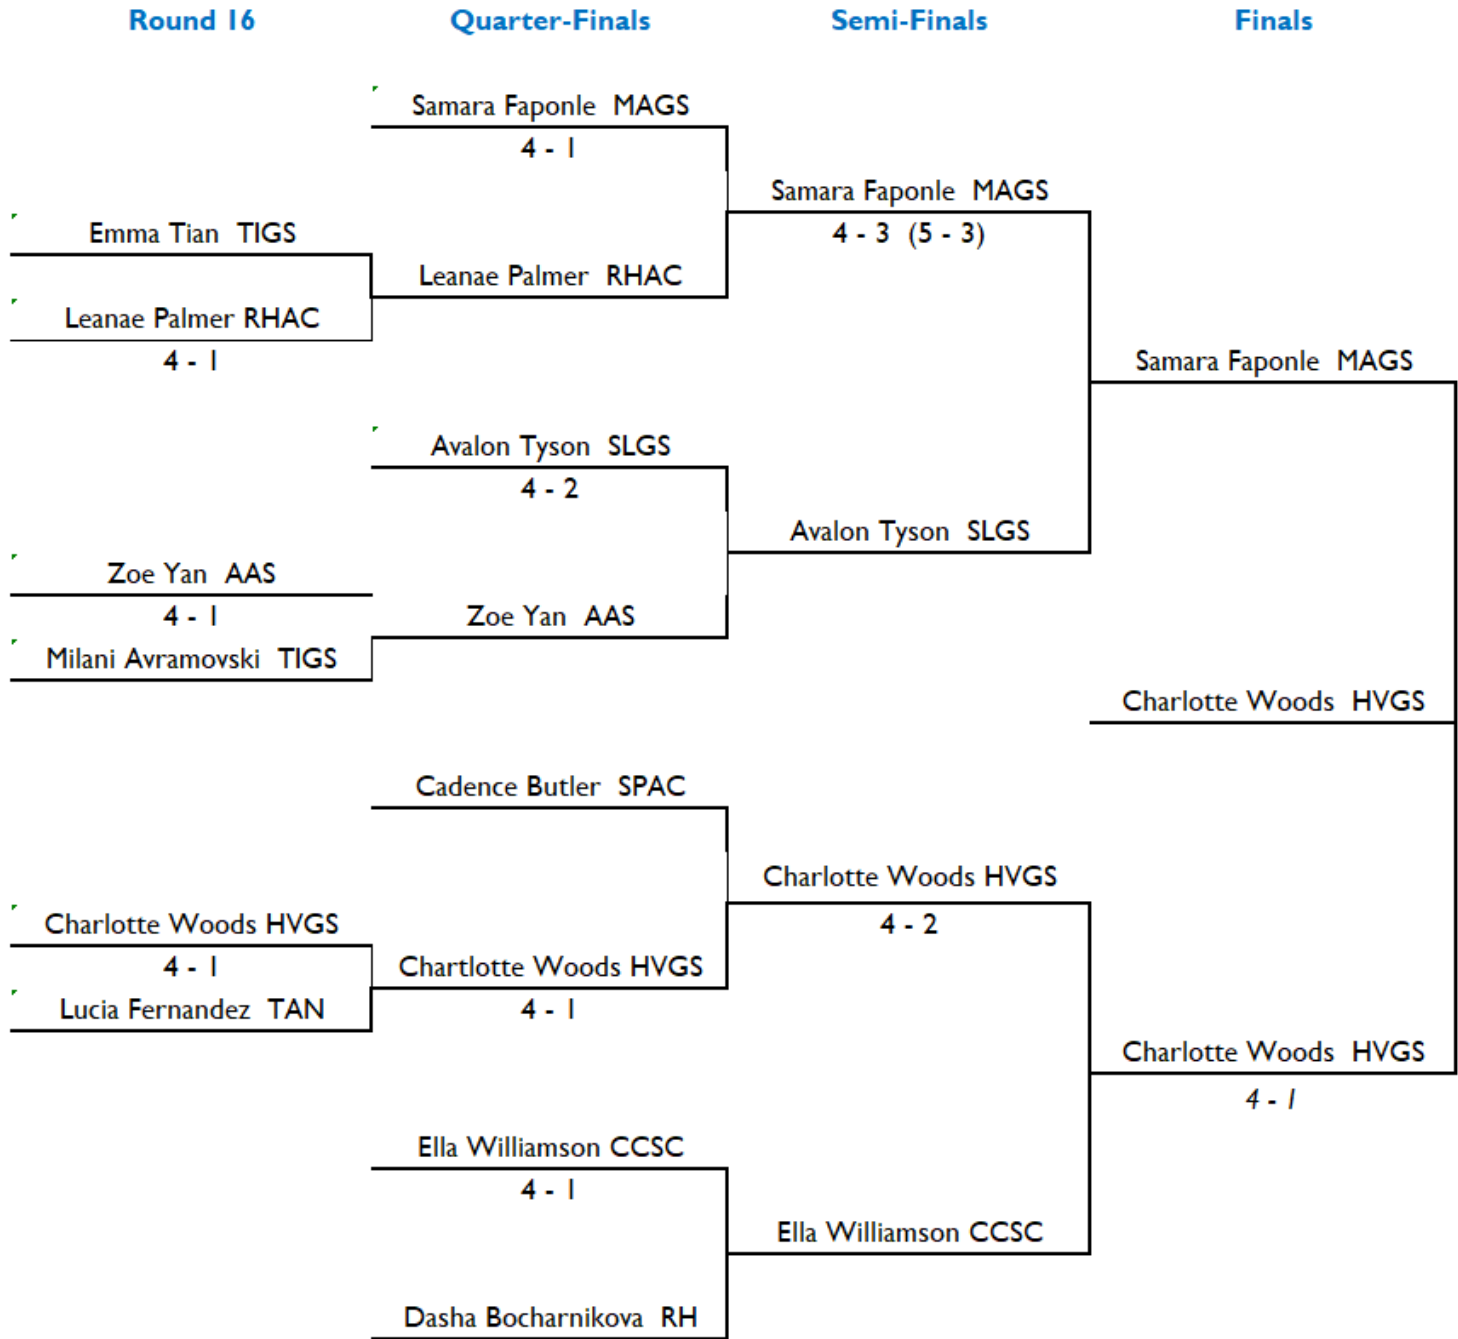 Round 16 Quarter-Finals Semi-Finals Finals
Samara Faponle MAGS
4 - 1
Samara Faponle MAGS
Emma Tian TIGS
4 - 3 (5 - 3)
Leanae Palmer RHAC
Leanae Palmer RHAC
4 - 1
Samara Faponle MAGS
Avalon Tyson SLGS
4 - 2
Avalon Tyson SLGS
Zoe Yan AAS
4 - 1
Zoe Yan AAS
Milani Avramovski TIGS
Charlotte Woods HVGS
Cadence Butler SPAC
Charlotte Woods HVGS
Charlotte Woods HVGS
4 - 2
4 - 1
Chartlotte Woods HVGS
Lucia Fernandez TAN
4 - 1
Charlotte Woods HVGS
4 - 1
Ella Williamson CCSC
4 - 1
Ella Williamson CCSC
Dasha Bocharnikova RH